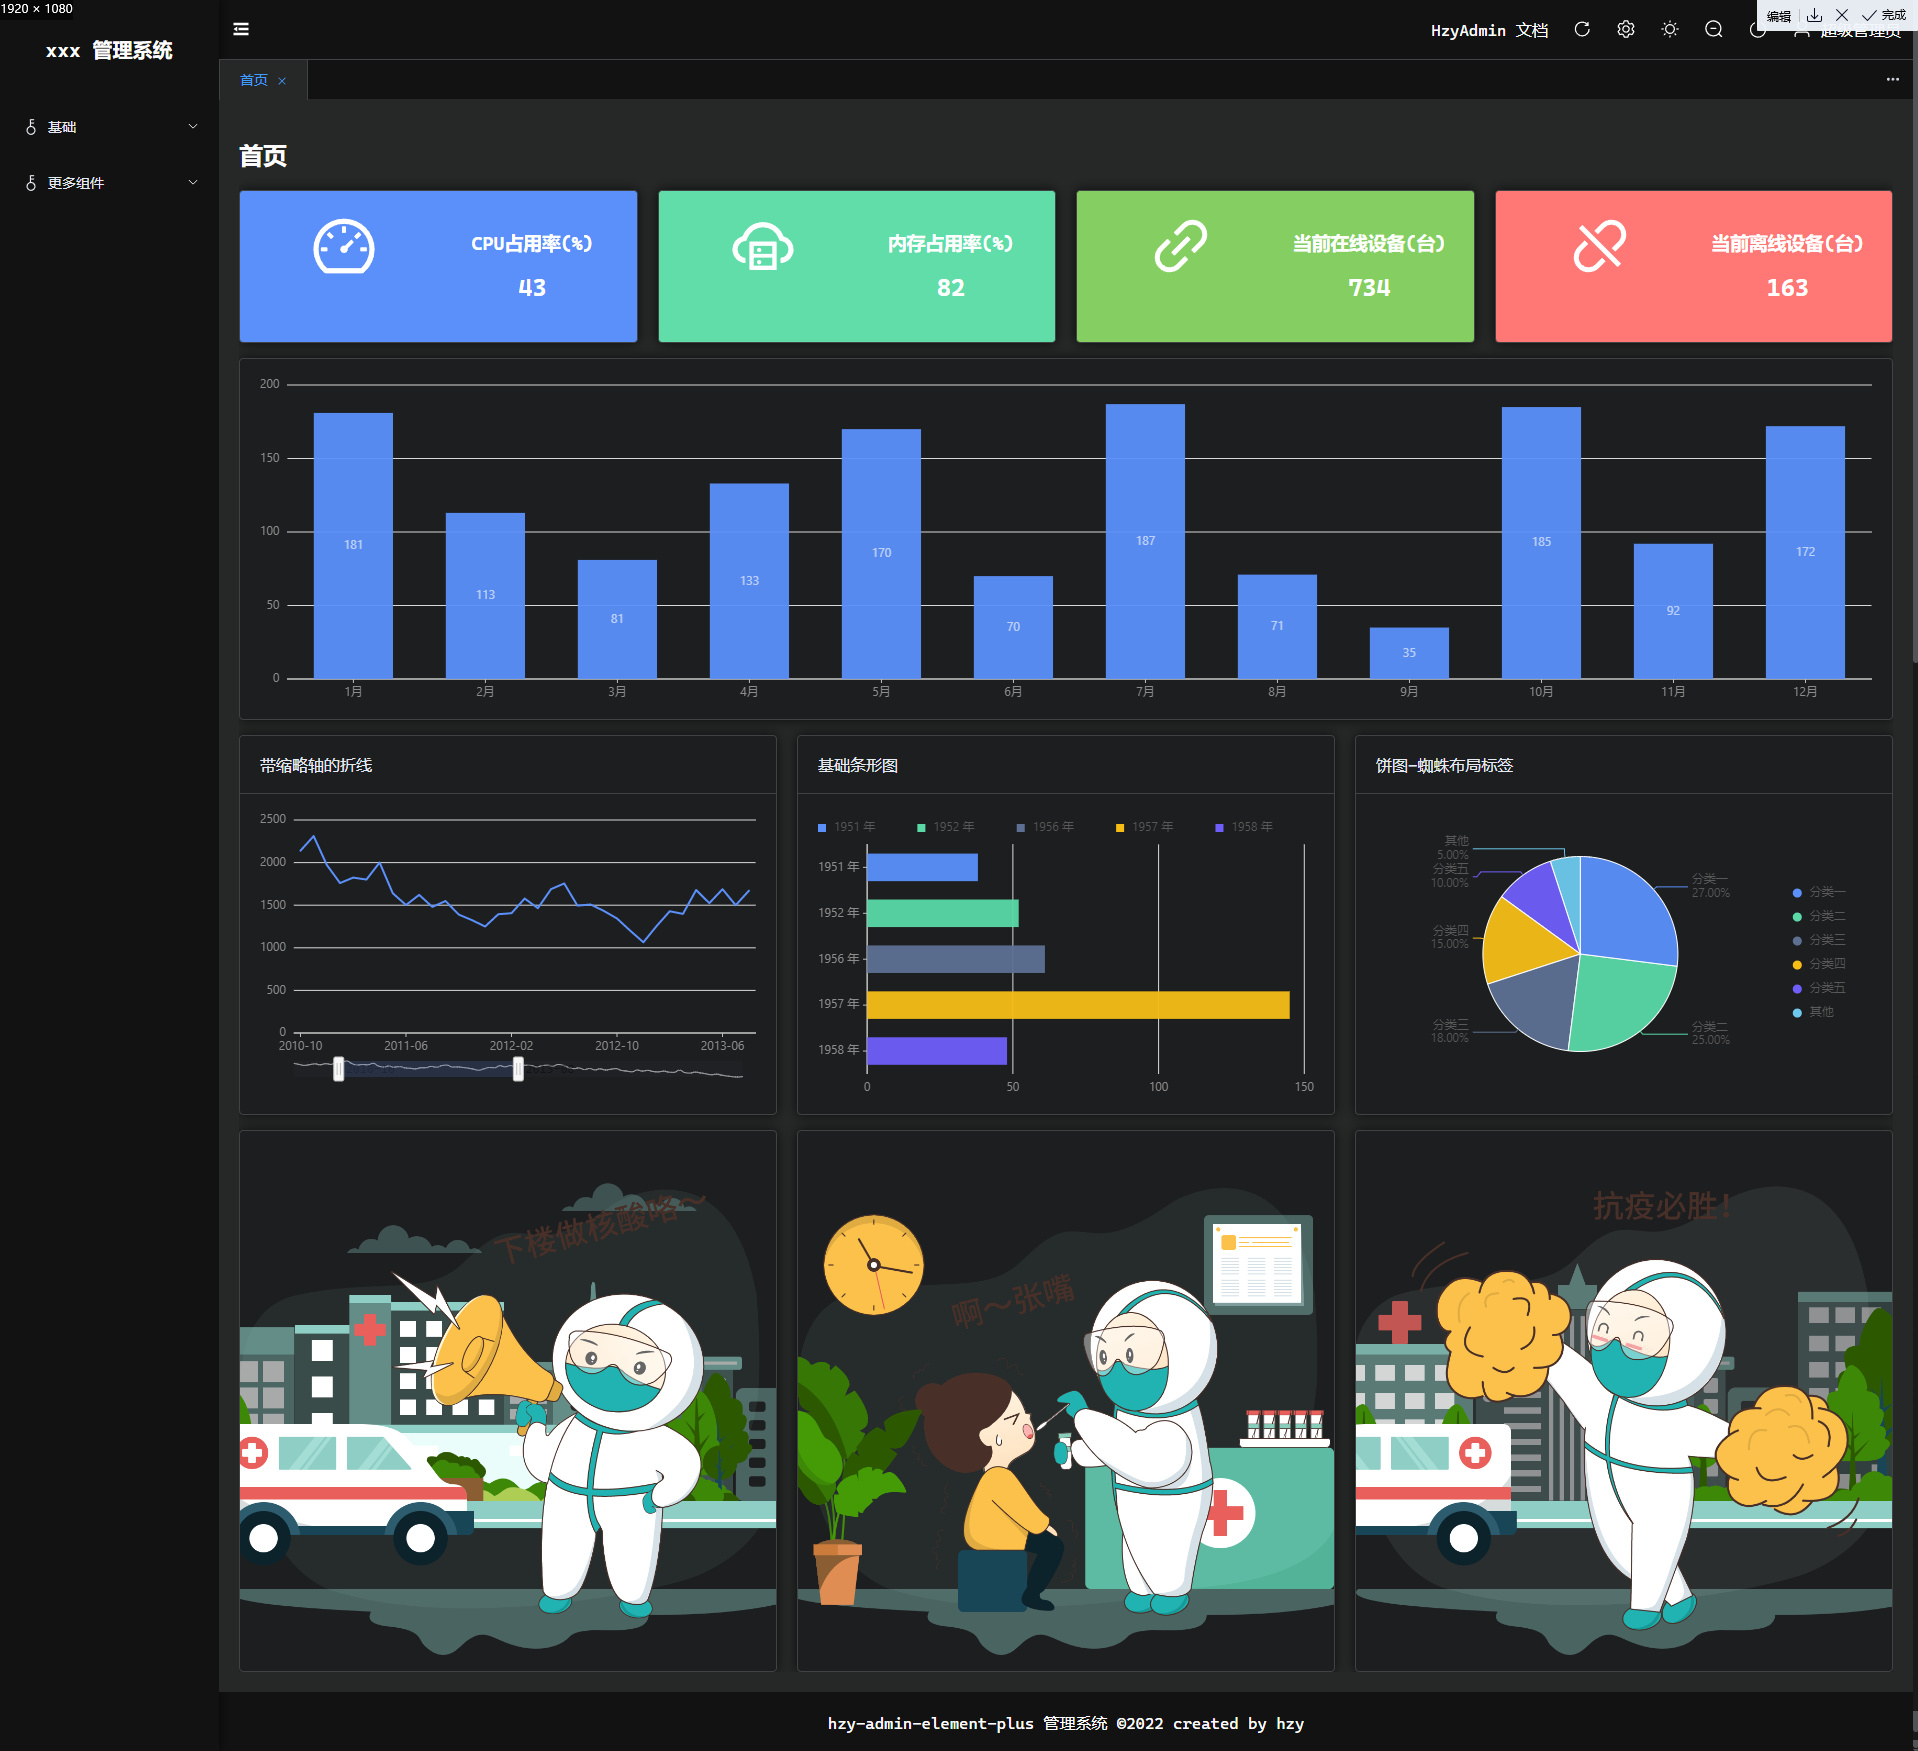 1920 × 1080
xxx 管理系统
HzyAdmin 文档
编辑
完成
超级管理员
首页
基础
更多组件
首页
CPU占用率(%)
43
内存占用率(%)
82
当前在线设备(台)
734
当前离线设备(台)
163
200
150
100
50
0
181
113
81
133
170
70
187
71
35
185
92
172
1月 2月 3月 4月 5月 6月 7月 8月 9月 10月 11月 12月
带缩略轴的折线
2500
2000
1500
1000
500
0
2010-10 2011-06 2012-02 2012-10 2013-06
基础条形图
1951 年 1952 年 1956 年 1957 年 1958 年
1951 年
1952 年
1956 年
1957 年
1958 年
0 50 100 150
饼图-蜘蛛布局标签
其他
5.00%
分类五
10.00%
分类四
15.00%
分类三
18.00%
分类一
27.00%
分类二
25.00%
分类一
分类二
分类三
分类四
分类五
其他
下楼做核酸咯～
啊～张嘴
抗疫必胜!
hzy-admin-element-plus 管理系统 ©2022 created by hzy